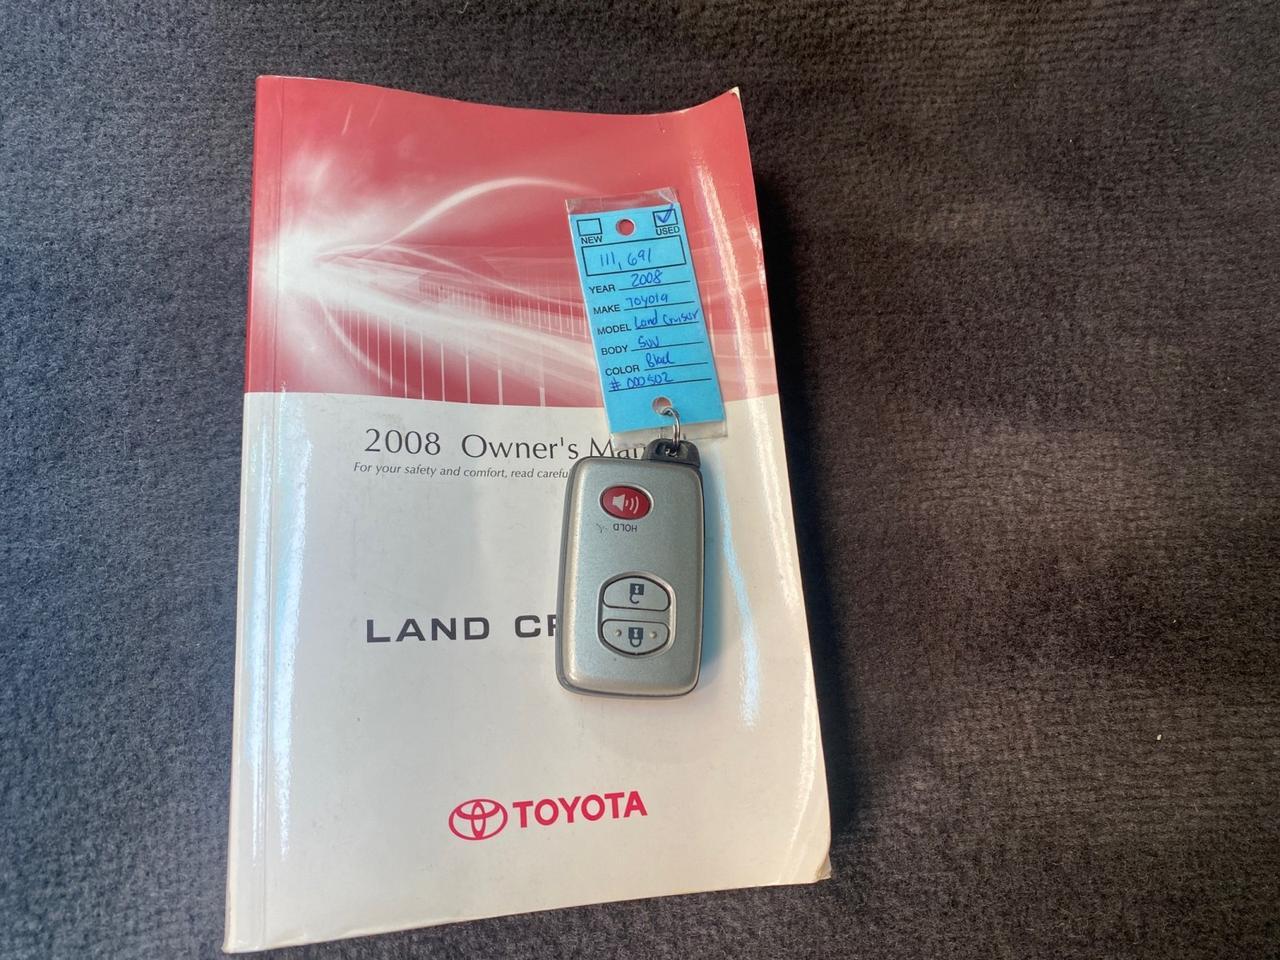 NEW USED
111,691
YEAR 2008
MAKE Toyota
MODEL Land Cruiser
BODY SUV
COLOR Black
# 000502
2008 Owner's Man
For your safety and comfort, read careful
HOLD
LAND CR
TOYOTA